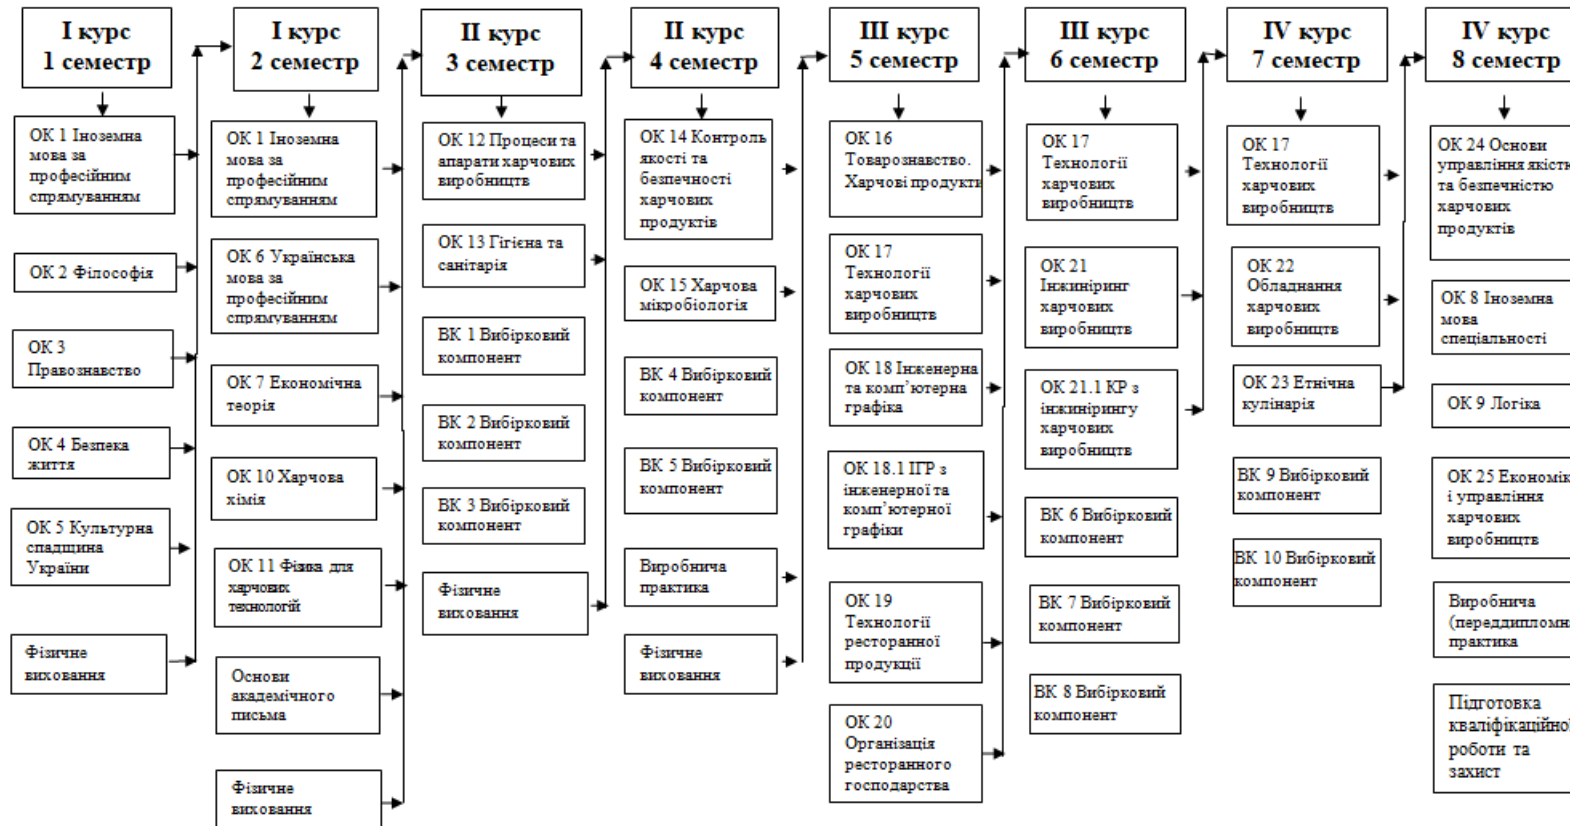 І курс
1 семестр
ОК 1 Іноземна
мова за
професійним
спрямуванням
ОК 2 Філософія
ОК 3
Правознавство
ОК 4 Безпека
життя
ОК 5 Культурна
спадщина
України
Фізичне
виховання
І курс
2 семестр
ОК 1 Іноземна
мова за
професійним
спрямуванням
ОК 6 Українська
мова за
професійним
спрямуванням
ОК 7 Економічна
теорія
ОК 10 Харчова
хімія
ОК 11 Фізика для
харчових
технологій
Основи
академічного
письма
Фізичне
виховання
ІІ курс
3 семестр
ОК 12 Процеси та
апарати харчових
виробництв
ОК 13 Гігієна та
санітарія
ВК 1 Вибірковий
компонент
ВК 2 Вибірковий
компонент
ВК 3 Вибірковий
компонент
Фізичне
виховання
ІІ курс
4 семестр
ОК 14 Контроль
якості та
безпечності
харчових
продуктів
ОК 15 Харчова
мікробіологія
ВК 4 Вибірковий
компонент
ВК 5 Вибірковий
компонент
Виробнича
практика
Фізичне
виховання
ІІІ курс
5 семестр
ОК 16
Товарознавство.
Харчові продукти
ОК 17
Технології
харчових
виробництв
ОК 18 Інженерна
та комп’ютерна
графіка
ОК 18.1 ІГР з
інженерної та
комп’ютерної
графіки
ОК 19
Технології
ресторанної
продукції
ОК 20
Організація
ресторанного
господарства
ІІІ курс
6 семестр
ОК 17
Технології
харчових
виробництв
ОК 21
Інжиніринг
харчових
виробництв
ОК 21.1 КР з
інжинірингу
харчових
виробництв
ВК 6 Вибірковий
компонент
ВК 7 Вибірковий
компонент
ВК 8 Вибірковий
компонент
IV курс
7 семестр
ОК 17
Технології
харчових
виробництв
ОК 22
Обладнання
харчових
виробництв
ОК 23 Етнічна
кулінарія
ВК 9 Вибірковий
компонент
ВК 10 Вибірковий
компонент
IV курс
8 семестр
ОК 24 Основи
управління якістю
та безпечністю
харчових
продуктів
ОК 8 Іноземна
мова
спеціальності
ОК 9 Логіка
ОК 25 Економік
і управління
харчових
виробництв
Виробнича
(переддипломна
практика
Підготовка
кваліфікаційної
роботи та
захист